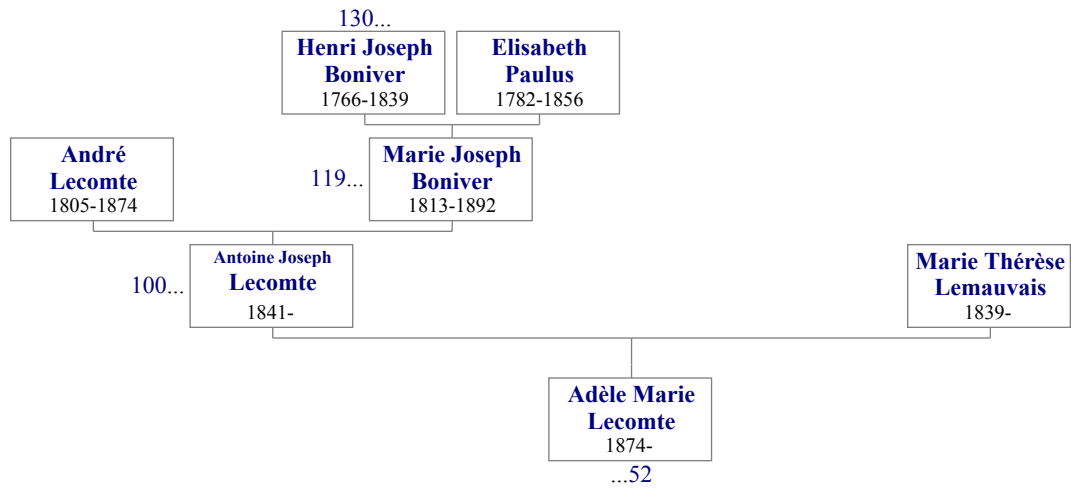 130...
Henri Joseph
Boniver
1766-1839
Elisabeth
Paulus
1782-1856
André
Lecomte
1805-1874
119...
Marie Joseph
Boniver
1813-1892
100...
Antoine Joseph
Lecomte
1841-
Marie Thérèse
Lemauvais
1839-
Adèle Marie
Lecomte
1874-
...52